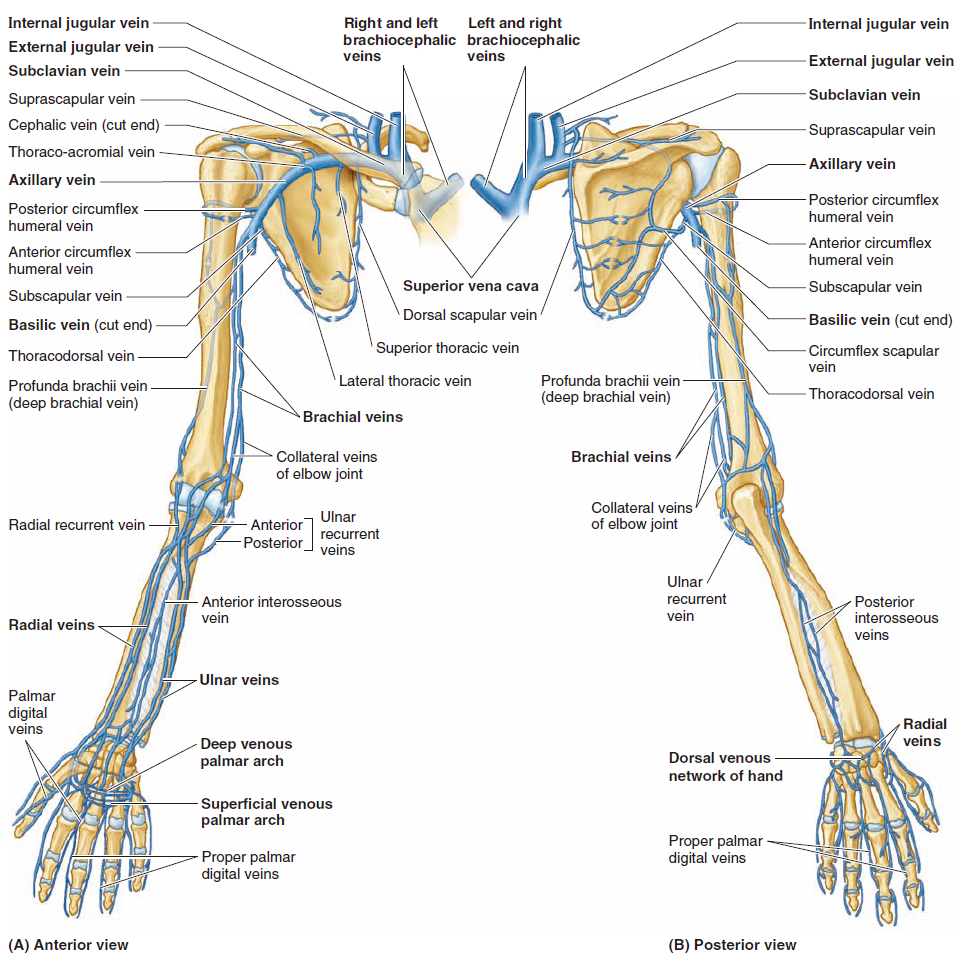 Internal jugular vein
External jugular vein
Subclavian vein
Suprascapular vein
Cephalic vein (cut end)
Thoraco-acromial vein
Axillary vein
Posterior circumflex
humeral vein
Anterior circumflex
humeral vein
Subscapular vein
Basilic vein (cut end)
Thoracodorsal vein
Profunda brachii vein
(deep brachial vein)
Right and left
brachiocephalic
veins
Left and right
brachiocephalic
veins
Superior vena cava
Dorsal scapular vein
Superior thoracic vein
Lateral thoracic vein
Brachial veins
Collateral veins
of elbow joint
Radial recurrent vein
Anterior
Posterior
Ulnar
recurrent
veins
Anterior interosseous
vein
Radial veins
Ulnar veins
Palmar
digital
veins
Deep venous
palmar arch
Superficial venous
palmar arch
Proper palmar
digital veins
(A) Anterior view
Internal jugular vein
External jugular vein
Subclavian vein
Suprascapular vein
Axillary vein
Posterior circumflex
humeral vein
Anterior circumflex
humeral vein
Subscapular vein
Basilic vein (cut end)
Circumflex scapular
vein
Thoracodorsal vein
Profunda brachii vein
(deep brachial vein)
Brachial veins
Collateral veins
of elbow joint
Ulnar
recurrent
vein
Posterior
interosseous
veins
Radial
veins
Dorsal venous
network of hand
Proper palmar
digital veins
(B) Posterior view